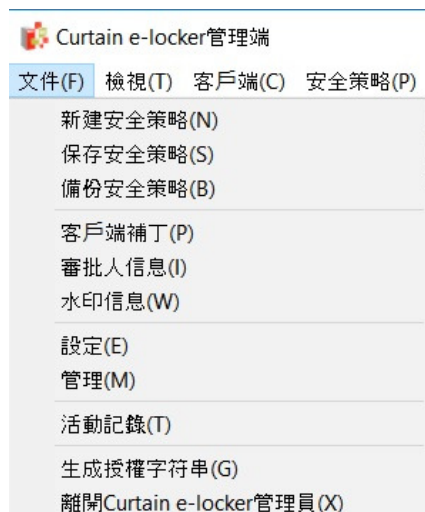 Curtain e-locker管理端
文件(F) 檢視(T) 客戶端(C) 安全策略(P)
新建安全策略(N)
保存安全策略(S)
備份安全策略(B)
客戶端補丁(P)
審批人信息(I)
水印信息(W)
設定(E)
管理(M)
活動記錄(T)
生成授權字符串(G)
離開Curtain e-locker管理員(X)